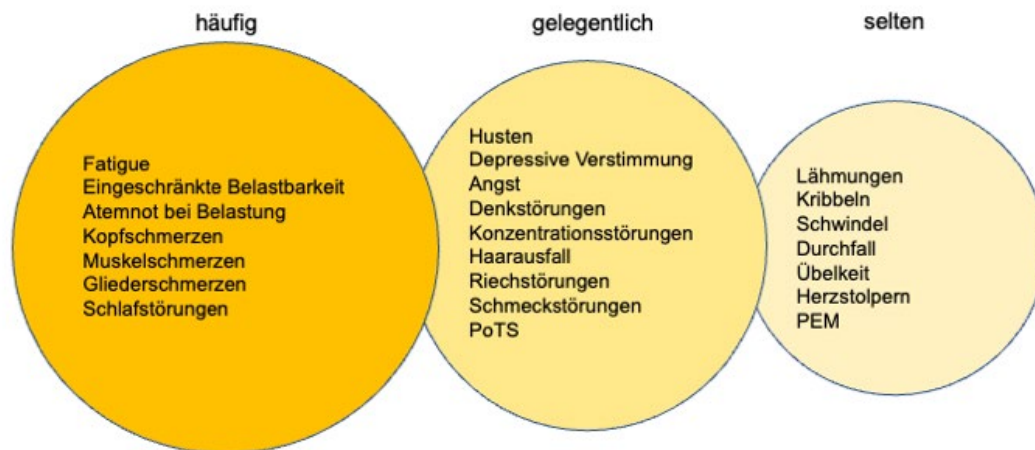 häufig
gelegentlich
selten
Fatigue
Eingeschränkte Belastbarkeit
Atemnot bei Belastung
Kopfschmerzen
Muskelschmerzen
Gliederschmerzen
Schlafstörungen
Husten
Depressive Verstimmung
Angst
Denkstörungen
Konzentrationsstörungen
Haarausfall
Riechstörungen
Schmeckstörungen
PoTS
Lähmungen
Kribbeln
Schwindel
Durchfall
Übelkeit
Herzstolpern
PEM